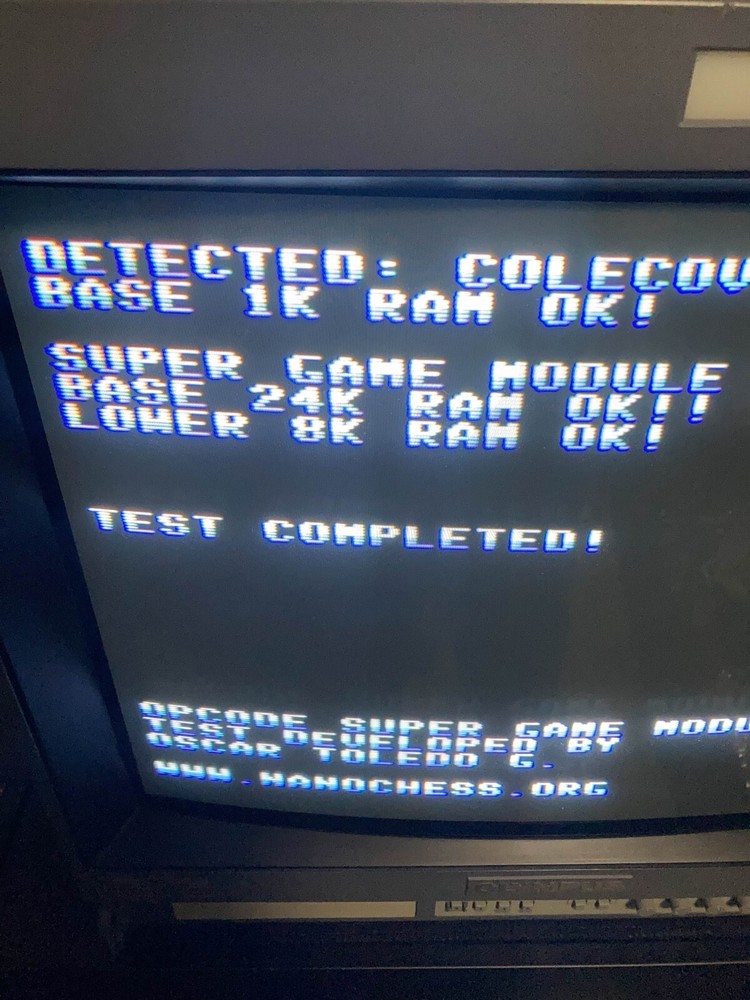 DETECTED: COLECOV
BASE 1K RAM OK!
SUPER GAME MODULE
BASE 24K RAM OK!!
LOWER 8K RAM OK!
TEST COMPLETED!
OPCODE SUPER GAME MODU
TEST DEVELOPED BY
OSCAR TOLEDO G.
WWW.NANOCHESS.ORG
OLYMPUS